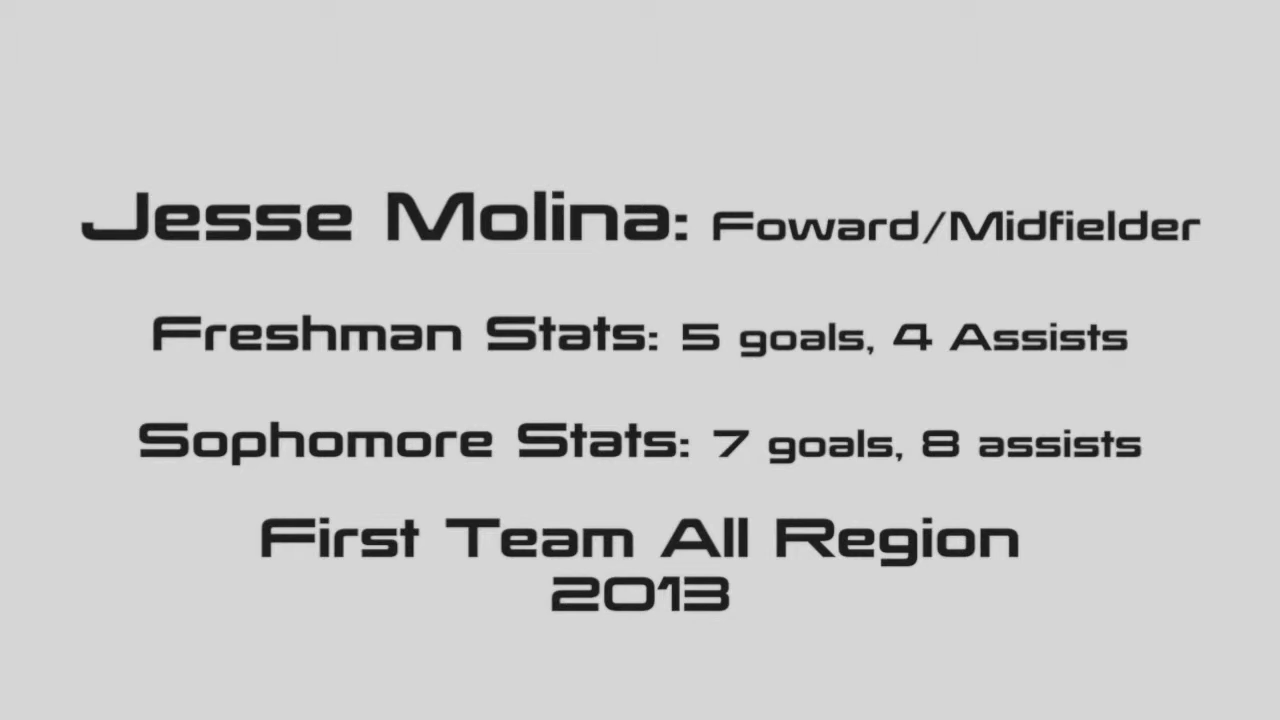 Jesse Molina: Foward/Midfielder
Freshman Stats: 5 goals, 4 Assists
Sophomore Stats: 7 goals, 8 assists
First Team All Region
2013